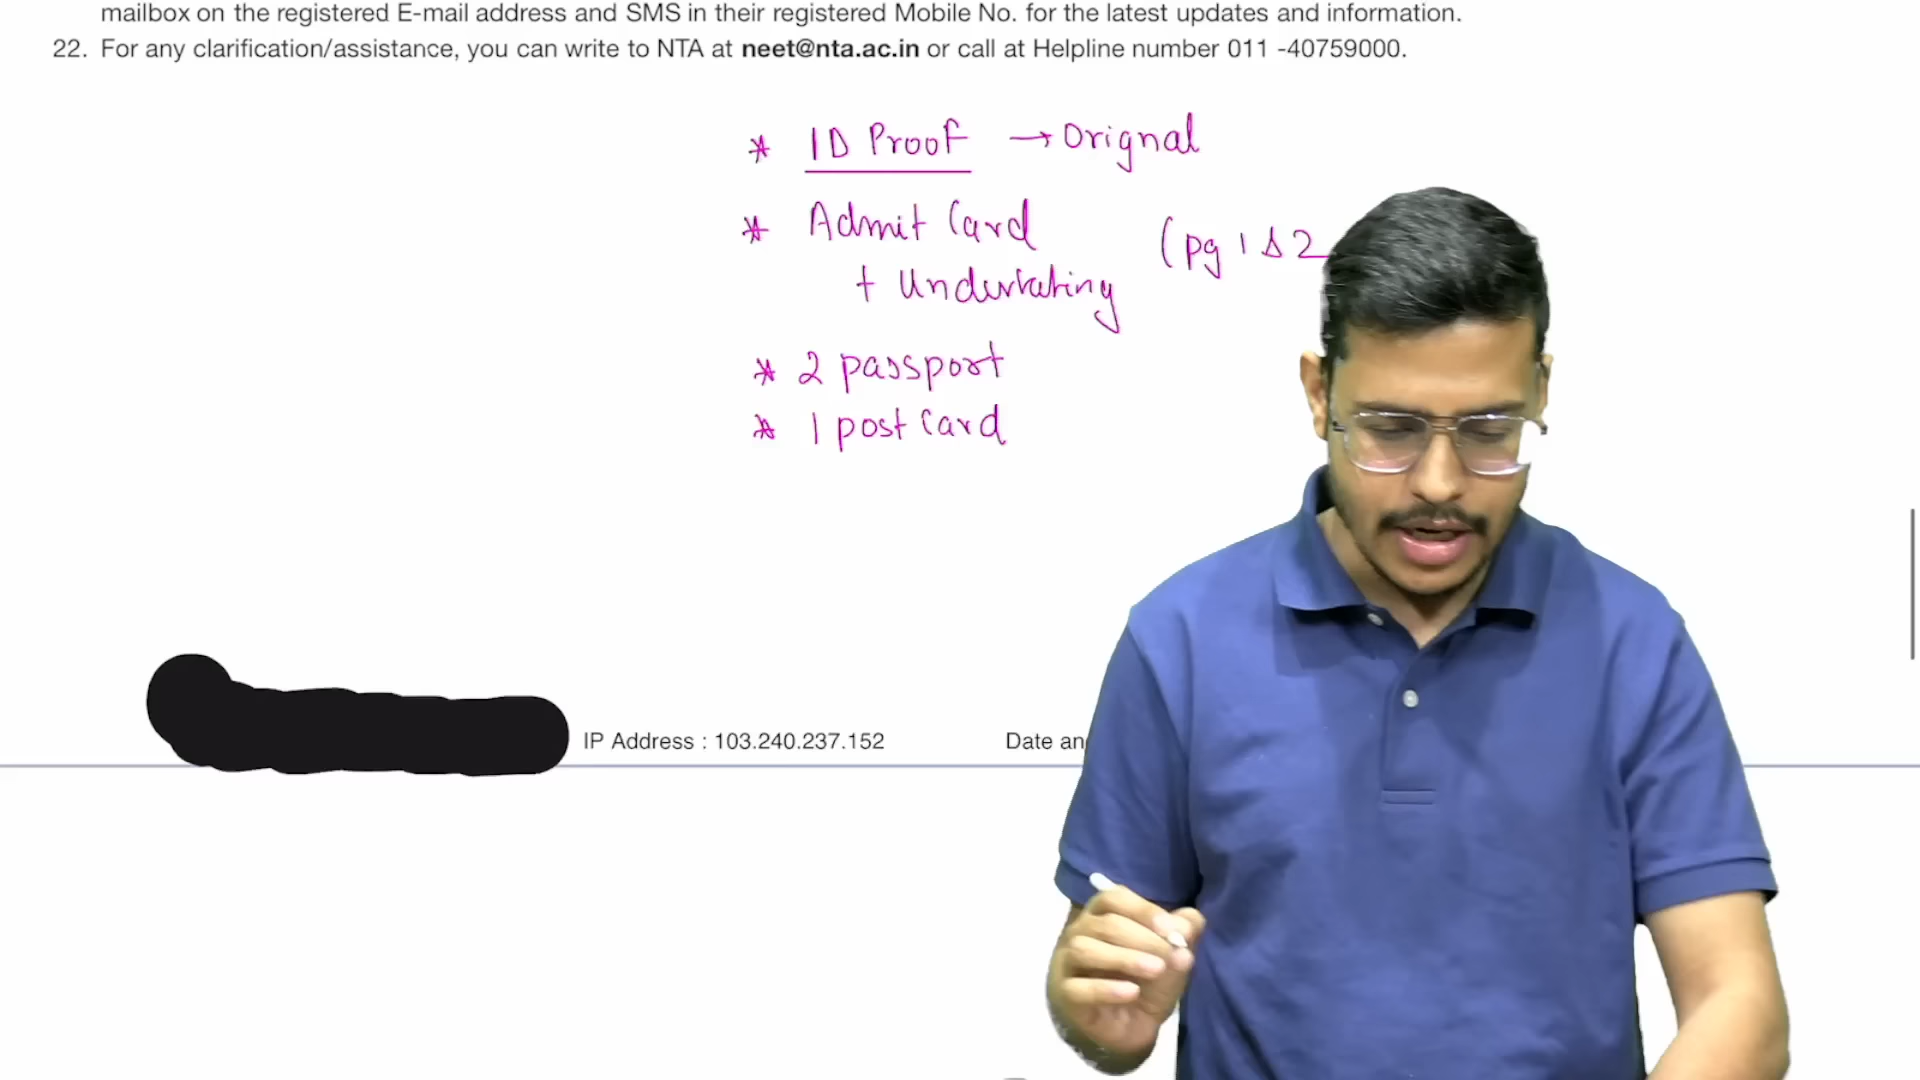 mailbox on the registered E-mail address and SMS in their registered Mobile No. for the latest updates and information.
22. For any clarification/assistance, you can write to NTA at neet@nta.ac.in or call at Helpline number 011 -40759000.
* ID Proof → Orignal
* Admit Card (pg 1 & 2
+ Undertaking
* 2 passport
* 1 post Card
IP Address : 103.240.237.152 Date an